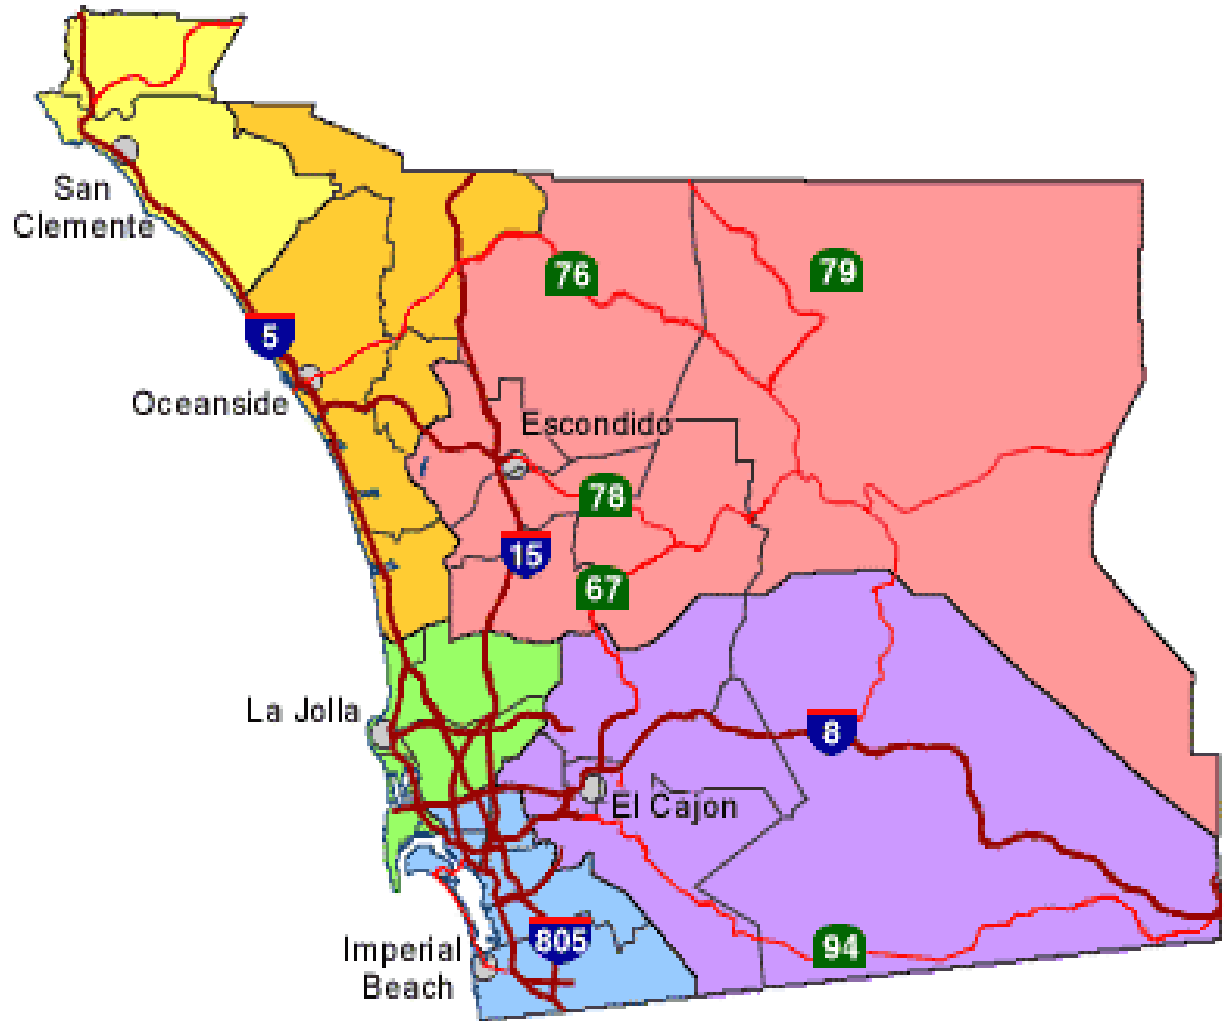 San
Clemente
76
79
5
Oceanside
Escondido
78
15
67
La Jolla
8
El Cajon
Imperial
Beach
805
94